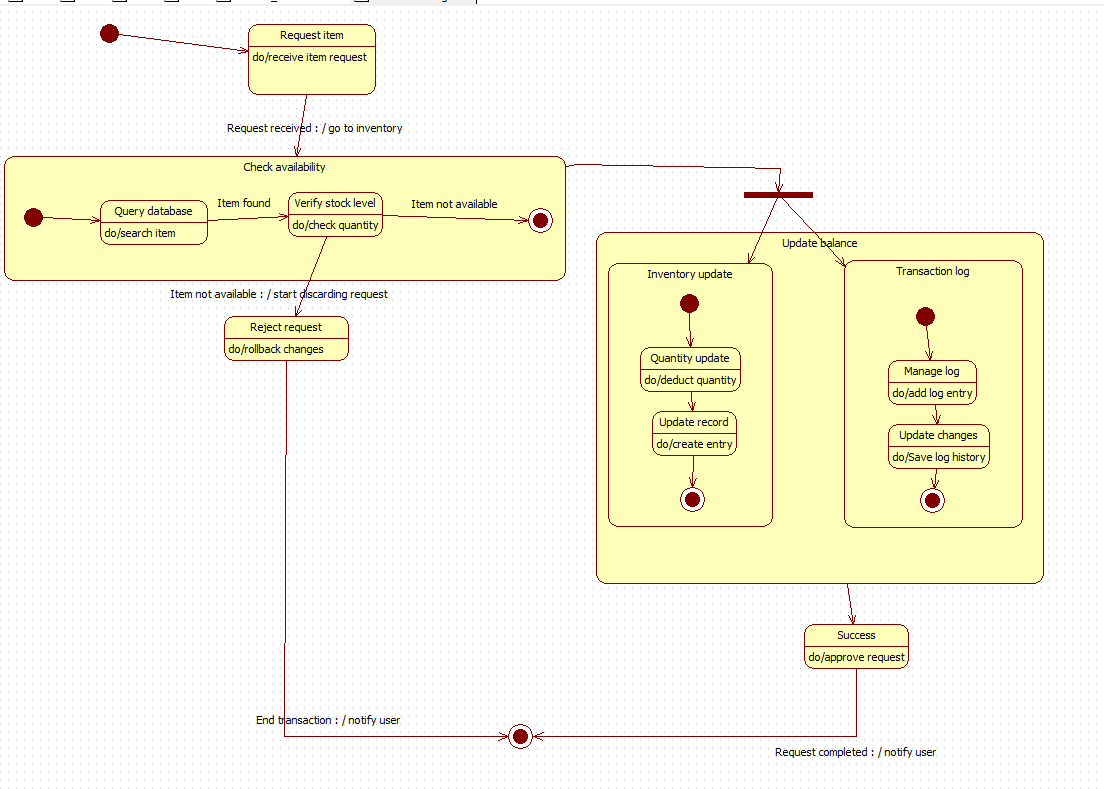 Request item
do/receive item request
Request received : / go to inventory
Check availability
Query database
do/search item
Item found
Verify stock level
do/check quantity
Item not available
Item not available : / start discarding request
Reject request
do/rollback changes
Update balance
Inventory update
Quantity update
do/deduct quantity
Update record
do/create entry
Transaction log
Manage log
do/add log entry
Update changes
do/Save log history
Success
do/approve request
End transaction : / notify user
Request completed : / notify user